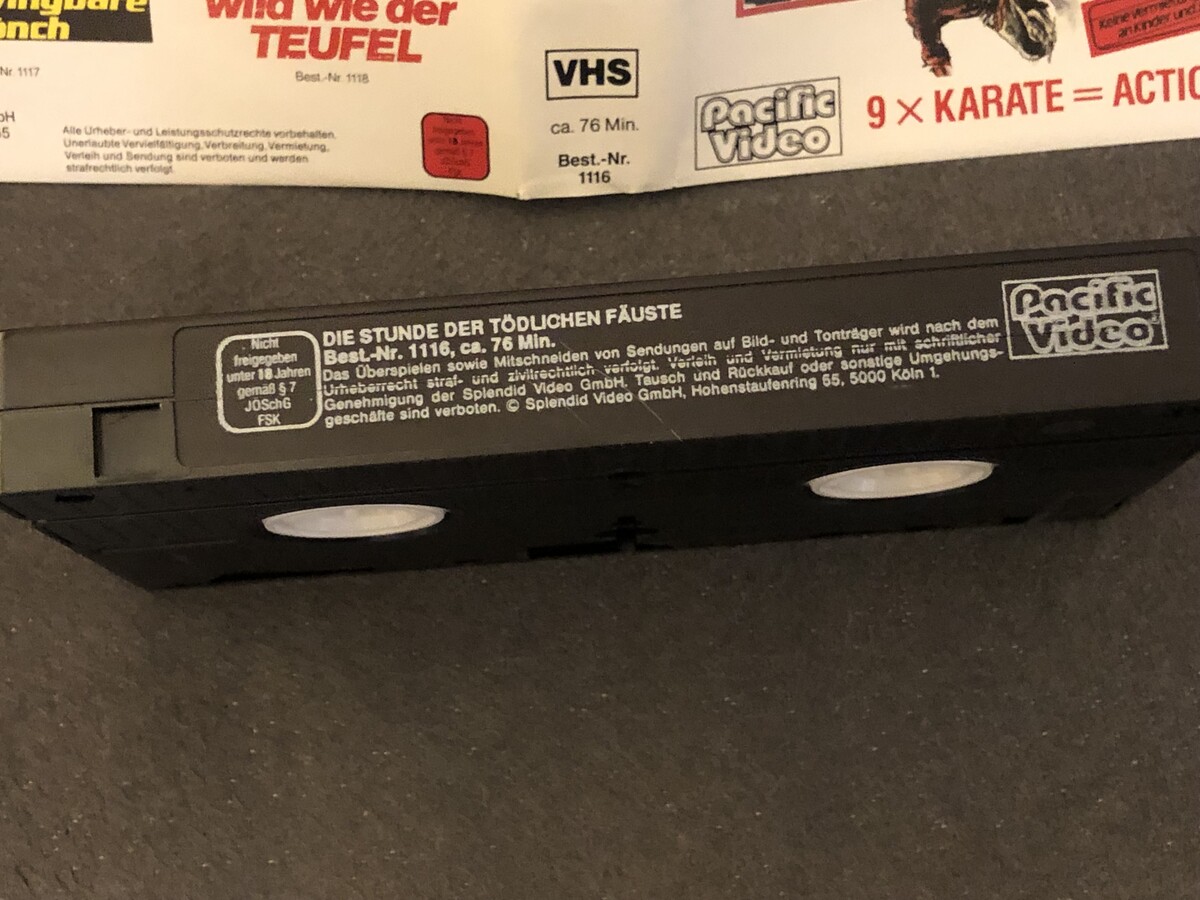 wild wie der
TEUFEL
Best.-Nr. 1118
Nr. 1117
Alle Urheber- und Leistungsschutzrechte vorbehalten.
Unerlaubte Vervielfältigung, Verbreitung, Vermietung,
Verleih und Sendung sind verboten und werden
strafrechtlich verfolgt.
VHS
ca. 76 Min.
Best.-Nr.
1116
Pacific
Video
9 × KARATE = ACTIO
Nicht
freigegeben
unter 18 Jahren
gemäß § 7
JÖSchG
FSK
DIE STUNDE DER TÖDLICHEN FÄUSTE
Best.-Nr. 1116, ca. 76 Min.
Das Überspielen sowie Mitschneiden von Sendungen auf Bild- und Tonträger wird nach dem
Urheberrecht straf- und zivilrechtlich verfolgt. Verleih und Vermietung nur mit schriftlicher
Genehmigung der Splendid Video GmbH. Tausch und Rückkauf oder sonstige Umgehungs-
geschäfte sind verboten. © Splendid Video GmbH, Hohenstaufenring 65, 5000 Köln 1.
Pacific
Video